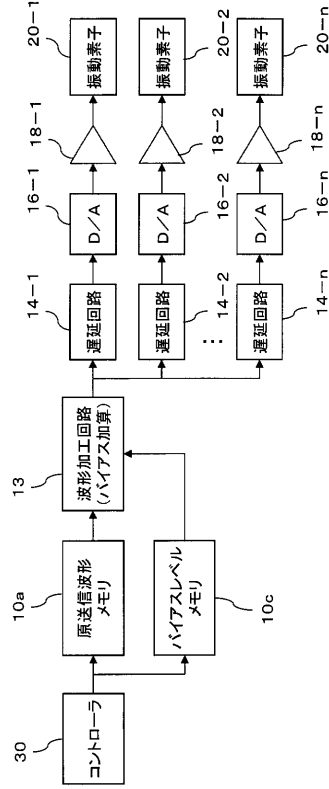 30
コントローラ
10a
原送信波形
メモリ
バイアスレベル
メモリ
10c
13
波形加工回路
(バイアス加算)
14-1
遅延回路
16-1
D/A
18-1
20-1
振動素子
遅延回路
14-2
D/A
16-2
18-2
振動素子
20-2
⋮
遅延回路
14-n
D/A
16-n
18-n
振動素子
20-n